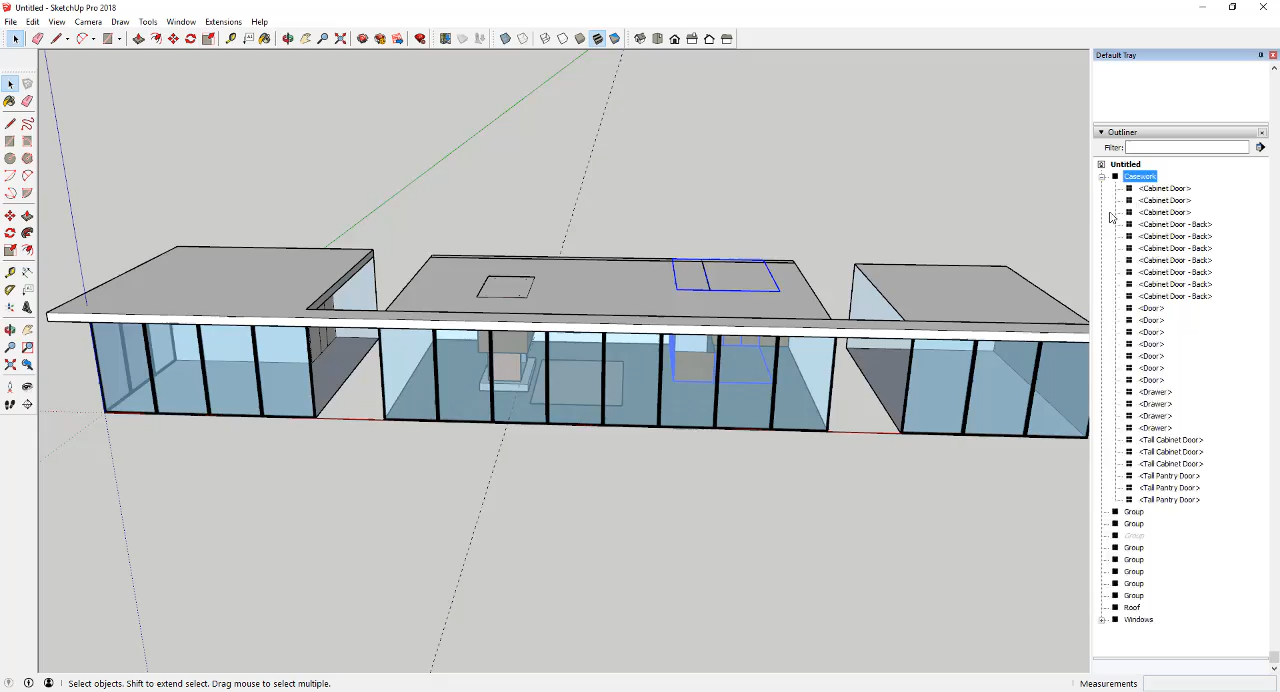 Untitled - SketchUp Pro 2018
File Edit View Camera Draw Tools Window Extensions Help
Default Tray
Outliner
Filter:
Untitled
Casework
<Cabinet Door>
<Cabinet Door>
<Cabinet Door>
<Cabinet Door - Back>
<Cabinet Door - Back>
<Cabinet Door - Back>
<Cabinet Door - Back>
<Cabinet Door - Back>
<Cabinet Door - Back>
<Cabinet Door - Back>
<Door>
<Door>
<Door>
<Door>
<Door>
<Door>
<Door>
<Drawer>
<Drawer>
<Drawer>
<Drawer>
<Tall Cabinet Door>
<Tall Cabinet Door>
<Tall Cabinet Door>
<Tall Pantry Door>
<Tall Pantry Door>
<Tall Pantry Door>
Group
Group
Group
Group
Group
Group
Group
Group
Roof
Windows
Select objects. Shift to extend select. Drag mouse to select multiple.
Measurements